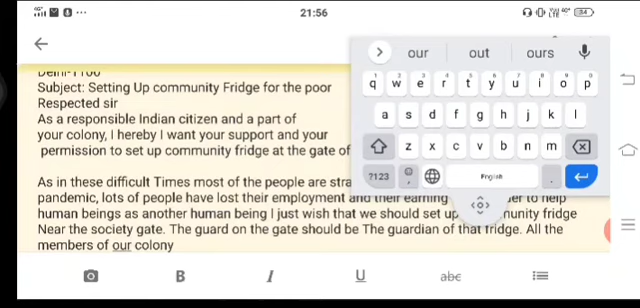 21:56
our out ours
q w e r t y u i o p
Delhi-1100
Subject: Setting Up community Fridge for the poor
a s d f g h j k l
Respected sir
As a responsible Indian citizen and a part of
z x c v b n m
your colony, I hereby I want your support and your
permission to set up community fridge at the gate of
?123 English .
As in these difficult Times most of the people are stra
pandemic, lots of people have lost their employment and their earning
human beings as another human being I just wish that we should set up
Near the society gate. The guard on the gate should be The guardian of that fridge. All the
members of our colony
B I U abc